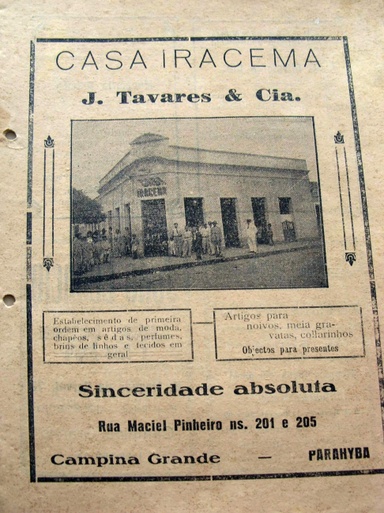 CASA IRACEMA
J. Tavares & Cia.
CASA
IRACEMA
Estabelecimento de primeira
ordem em artigos de moda,
chapéos, sêdas, perfumes,
brins de linhos e tecidos em
geral
Artigos para
noivos, meia gra-
vatas, collarinhos
Objectos para presentes
Sinceridade absoluta
Rua Maciel Pinheiro ns. 201 e 205
Campina Grande — PARAHYBA